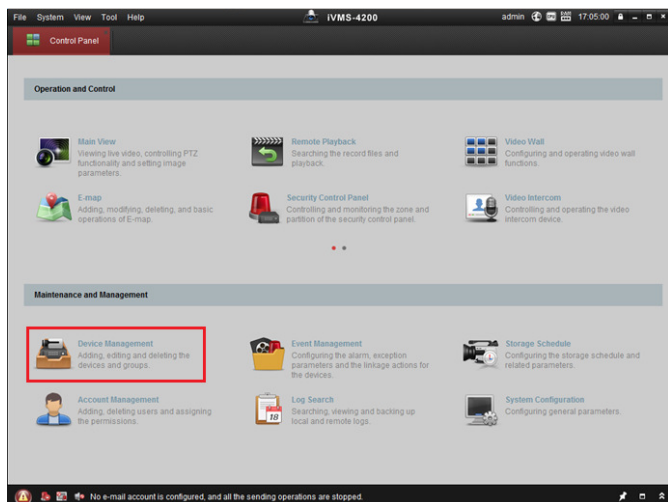 File System View Tool Help iVMS-4200 admin 17:05:00
Control Panel
Operation and Control
Main View
Viewing live video, controlling PTZ
functionality and setting image
parameters.
Remote Playback
Searching the record files and
playback.
Video Wall
Configuring and operating video wall
functions.
E-map
Adding, modifying, deleting, and basic
operations of E-map.
Security Control Panel
Controlling and monitoring the zone and
partition of the security control panel.
Video Intercom
Controlling and operating the video
intercom device.
Maintenance and Management
Device Management
Adding, editing and deleting the
devices and groups.
Event Management
Configuring the alarm, exception
parameters and the linkage actions for
the devices.
Storage Schedule
Configuring the storage schedule and
related parameters.
Account Management
Adding, deleting users and assigning
the permissions.
18
Log Search
Searching, viewing and backing up
local and remote logs.
System Configuration
Configuring general parameters.
No e-mail account is configured, and all the sending operations are stopped.